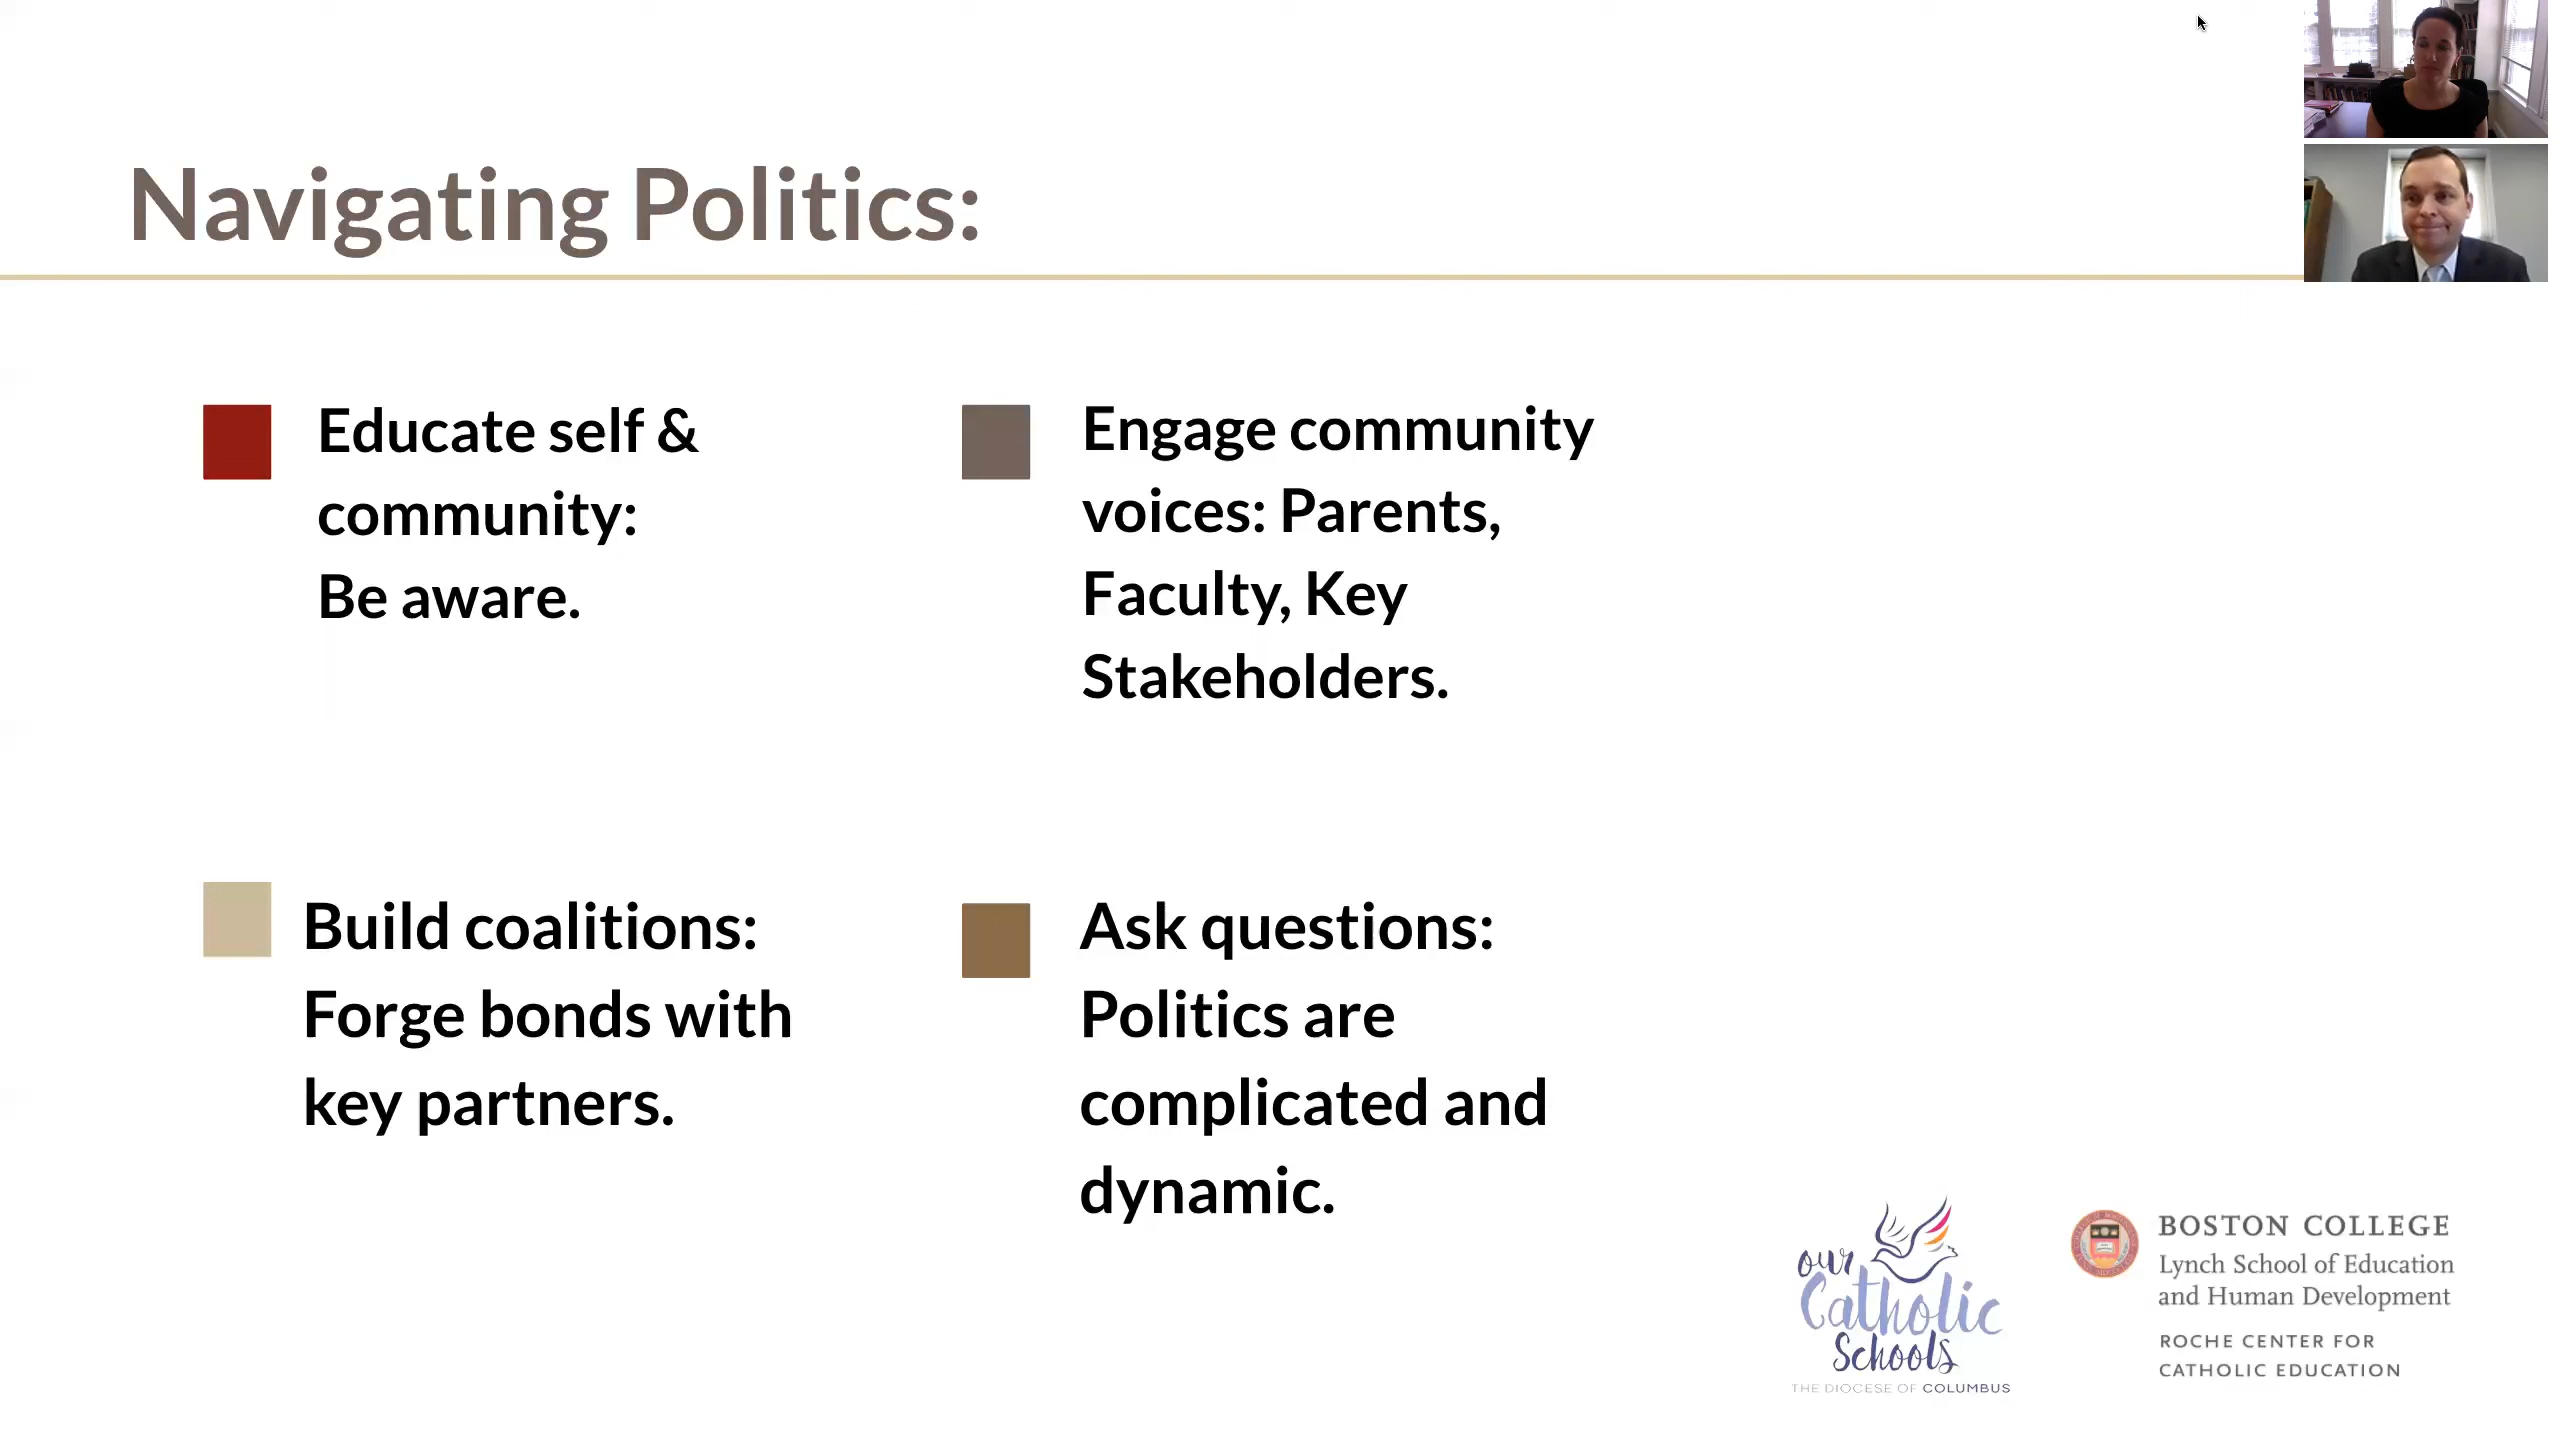 Navigating Politics:
Educate self &
community:
Be aware.
Engage community
voices: Parents,
Faculty, Key
Stakeholders.
Build coalitions:
Forge bonds with
key partners.
Ask questions:
Politics are
complicated and
dynamic.
our
Catholic
Schools
THE DIOCESE OF COLUMBUS
BOSTON COLLEGE
Lynch School of Education
and Human Development
ROCHE CENTER FOR
CATHOLIC EDUCATION